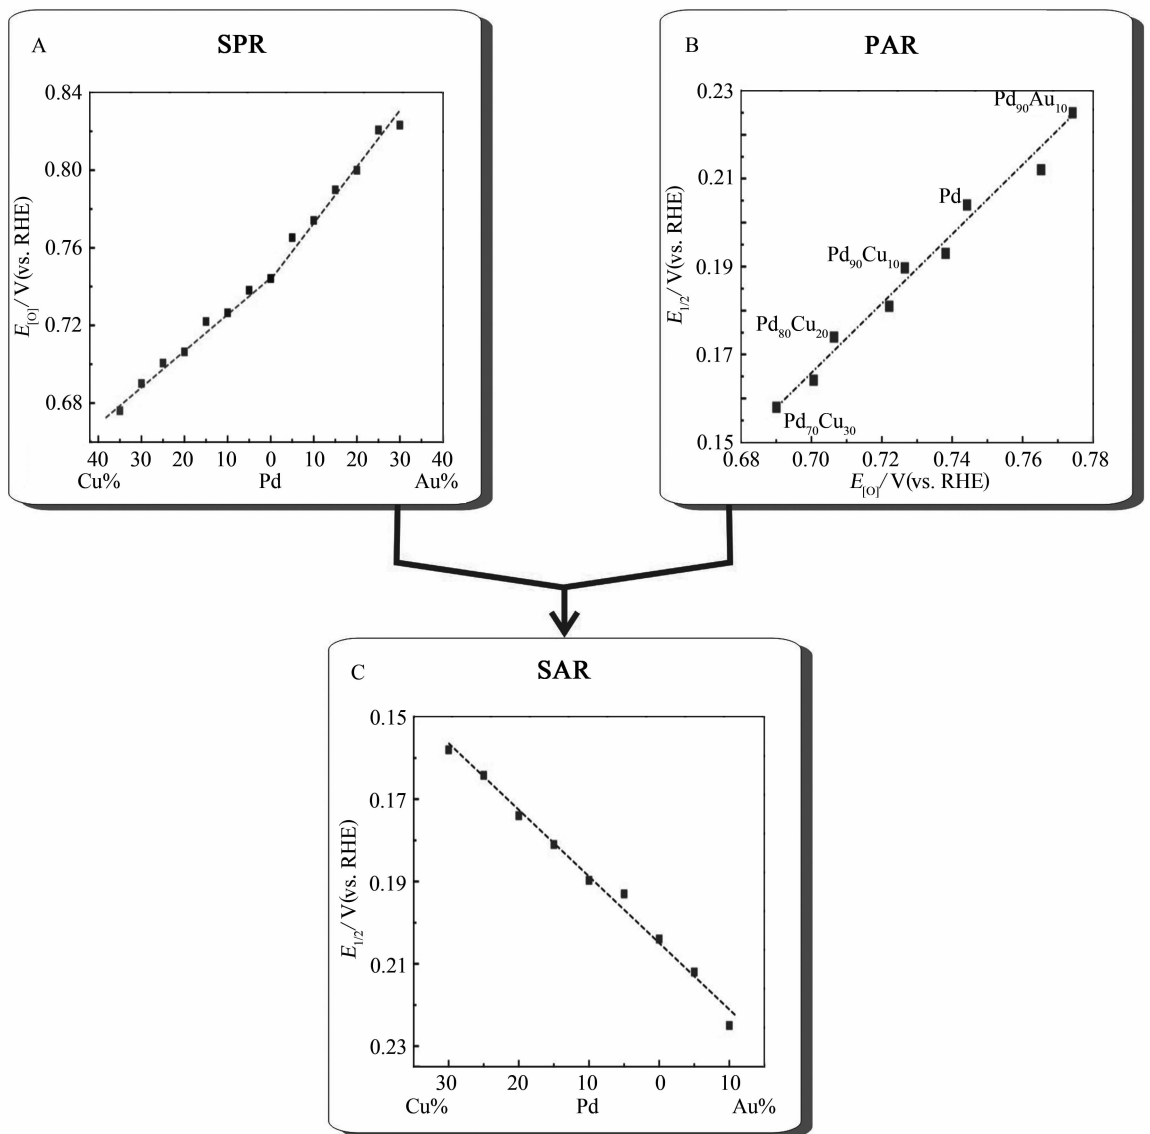 A
SPR
0.84
0.80
0.76
0.72
0.68
E[O]/ V(vs. RHE)
40 30 20 10 0 10 20 30 40
Cu% Pd Au%
B
PAR
0.23
0.21
0.19
0.17
0.15
E1/2/ V(vs. RHE)
Pd90Au10
Pd
Pd90Cu10
Pd80Cu20
Pd70Cu30
0.68 0.70 0.72 0.74 0.76 0.78
E[O]/ V(vs. RHE)
C
SAR
0.15
0.17
0.19
0.21
0.23
E1/2/ V(vs. RHE)
30 20 10 0 10
Cu% Pd Au%